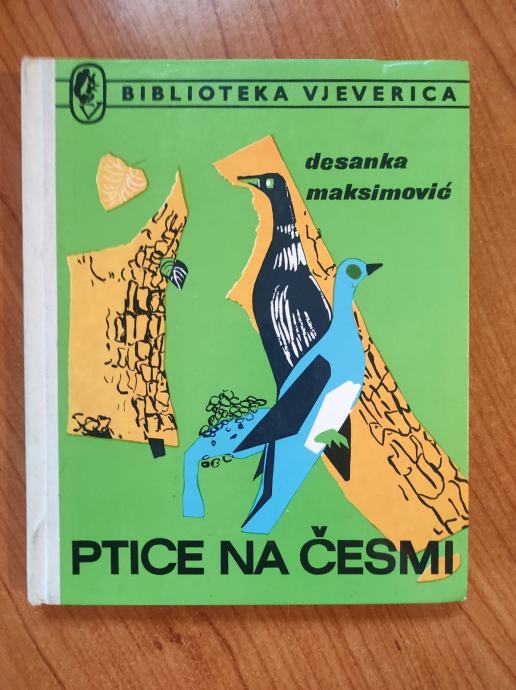 BIBLIOTEKA VJEVERICA
desanka
maksimović
PTICE NA ČESMI